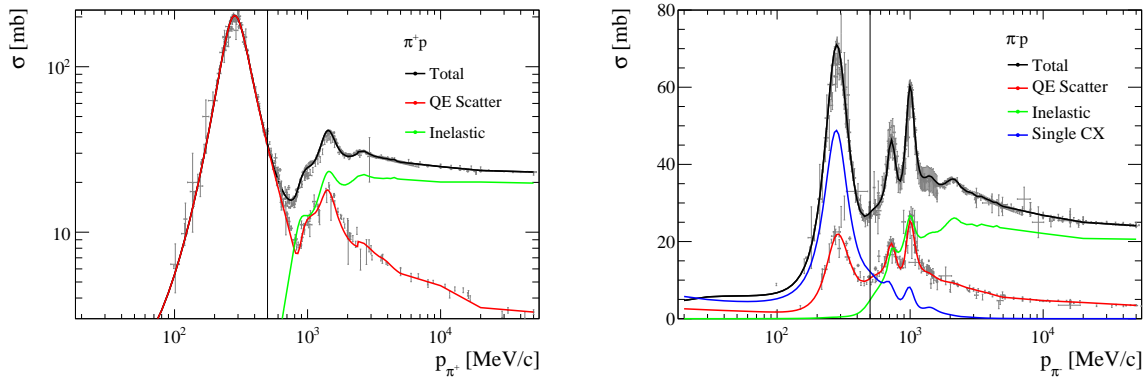 σ [mb]
10²
10
π⁺p
Total
QE Scatter
Inelastic
10² 10³ 10⁴
p_π⁺ [MeV/c]
σ [mb]
80
60
40
20
0
π⁻p
Total
QE Scatter
Inelastic
Single CX
10² 10³ 10⁴
p_π⁻ [MeV/c]